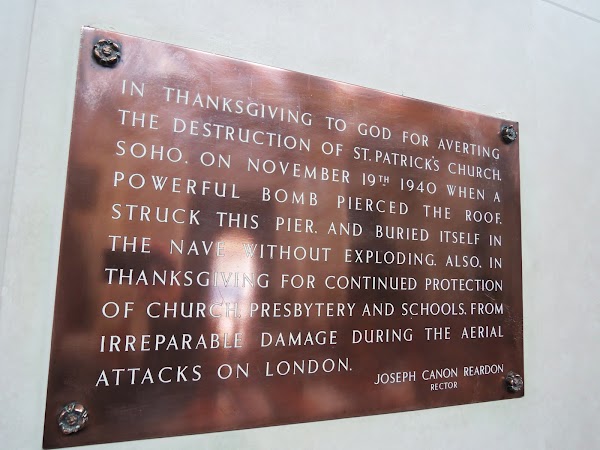 IN THANKSGIVING TO GOD FOR AVERTING
THE DESTRUCTION OF ST. PATRICK'S CHURCH,
SOHO, ON NOVEMBER 19TH 1940 WHEN A
POWERFUL BOMB PIERCED THE ROOF,
STRUCK THIS PIER, AND BURIED ITSELF IN
THE NAVE WITHOUT EXPLODING. ALSO, IN
THANKSGIVING FOR CONTINUED PROTECTION
OF CHURCH, PRESBYTERY AND SCHOOLS, FROM
IRREPARABLE DAMAGE DURING THE AERIAL
ATTACKS ON LONDON.
JOSEPH CANON REARDON
RECTOR